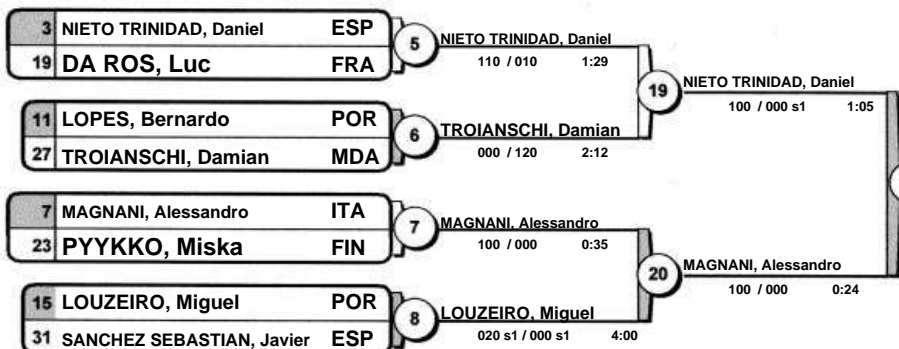 3 NIETO TRINIDAD, Daniel ESP
19 DA ROS, Luc FRA
5
NIETO TRINIDAD, Daniel
110 / 010 1:29
11 LOPES, Bernardo POR
27 TROIANSCHI, Damian MDA
6
TROIANSCHI, Damian
000 / 120 2:12
19
NIETO TRINIDAD, Daniel
100 / 000 s1 1:05
7 MAGNANI, Alessandro ITA
23 PYYKKO, Miska FIN
7
MAGNANI, Alessandro
100 / 000 0:35
15 LOUZEIRO, Miguel POR
31 SANCHEZ SEBASTIAN, Javier ESP
8
LOUZEIRO, Miguel
020 s1 / 000 s1 4:00
20
MAGNANI, Alessandro
100 / 000 0:24